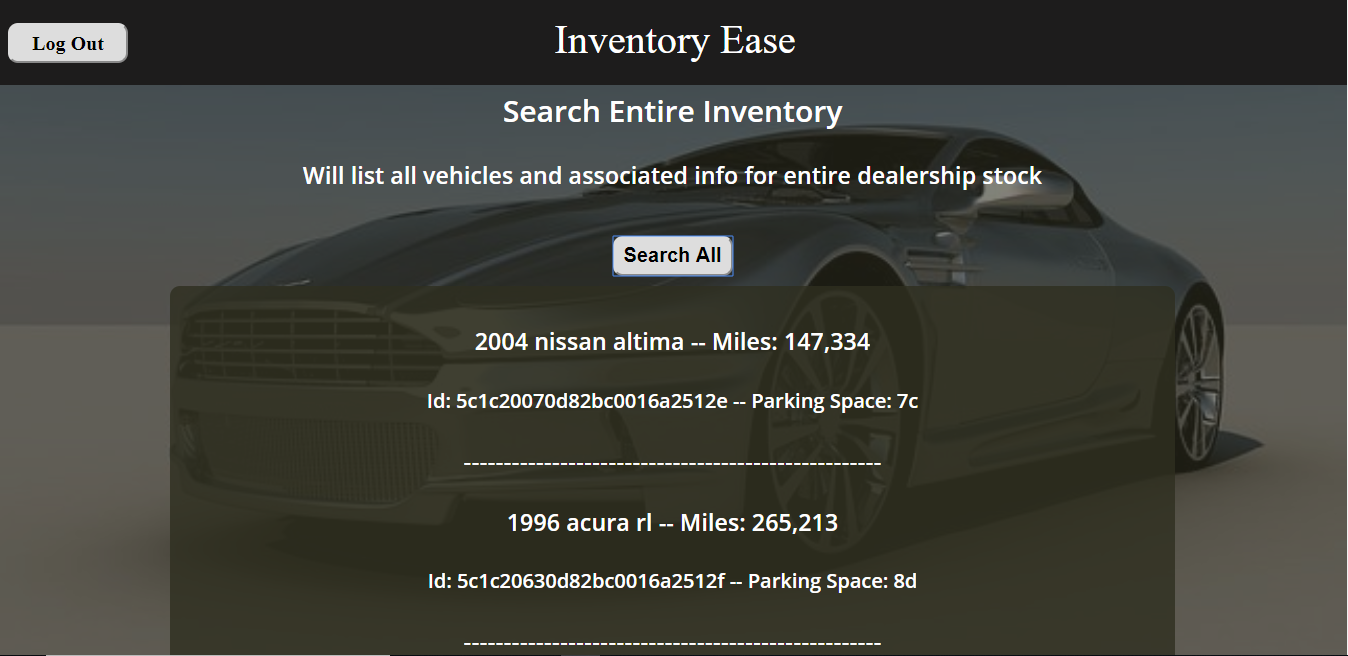 Log Out
Inventory Ease
Search Entire Inventory
Will list all vehicles and associated info for entire dealership stock
Search All
2004 nissan altima -- Miles: 147,334
Id: 5c1c20070d82bc0016a2512e -- Parking Space: 7c
----------------------------------------------------
1996 acura rl -- Miles: 265,213
Id: 5c1c20630d82bc0016a2512f -- Parking Space: 8d
----------------------------------------------------